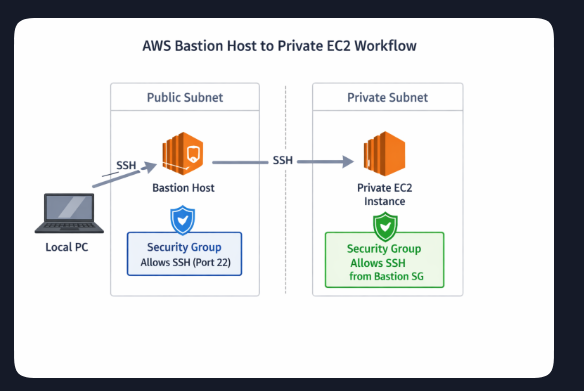 AWS Bastion Host to Private EC2 Workflow
Public Subnet
Private Subnet
SSH
SSH
Bastion Host
Private EC2
Instance
Local PC
Security Group
Allows SSH (Port 22)
Security Group
Allows SSH
from Bastion SG